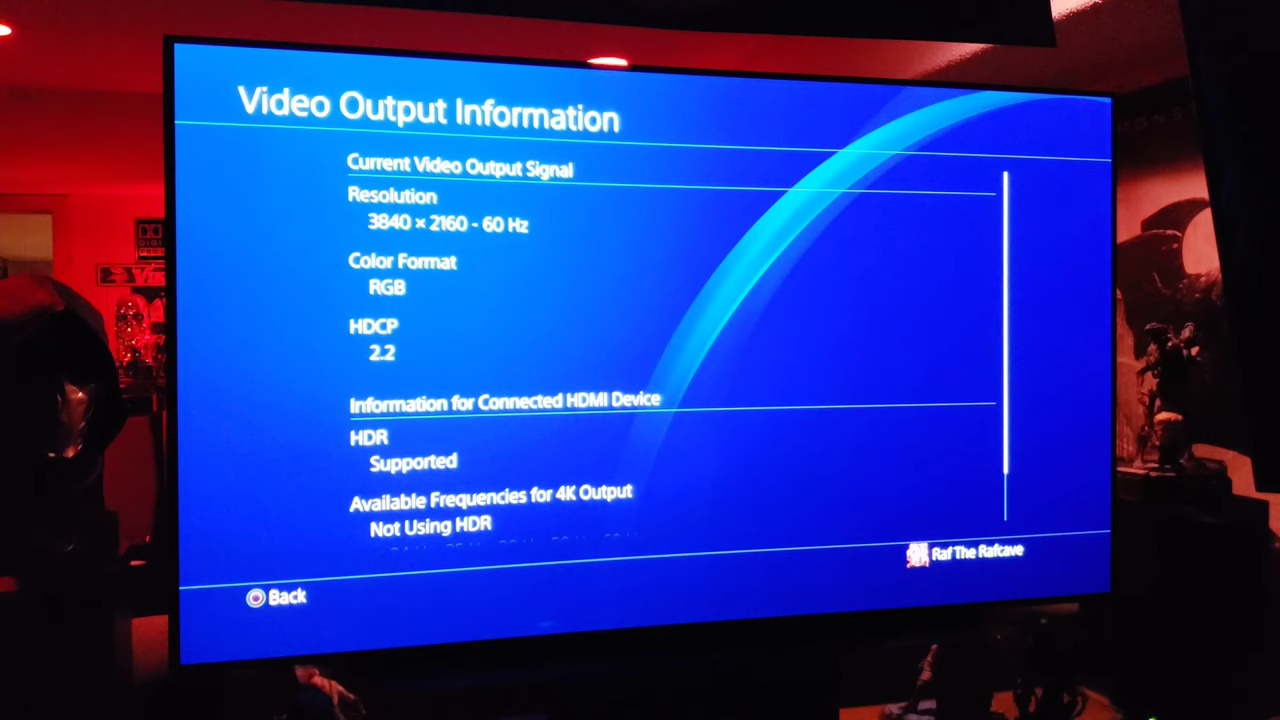 Video Output Information
Current Video Output Signal
Resolution
3840 × 2160 - 60 Hz
Color Format
RGB
HDCP
2.2
Information for Connected HDMI Device
HDR
Supported
Available Frequencies for 4K Output
Not Using HDR
Raf The Rafcave
Back